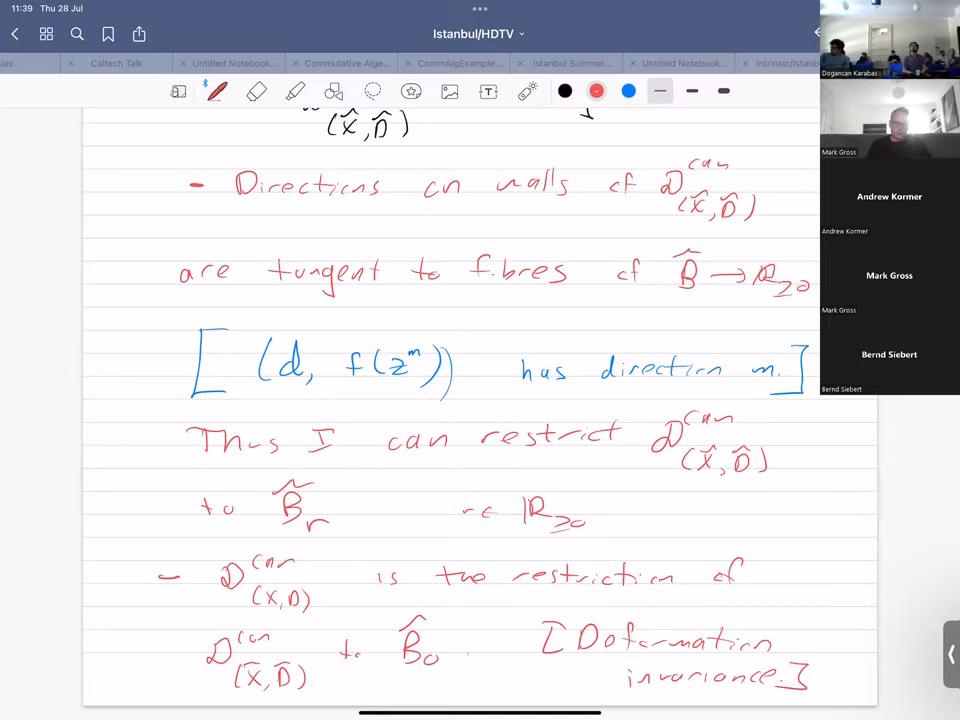 11:39 Thu 28 Jul
Istanbul/HDTV
lex
Caltech Talk
Untitled Notebook...
Commutative Alge...
CommAlgExample...
Istanbul Summer...
Untitled Notebook...
Intrinsic/Istanb
(X̃, D̃)
- Directions on walls of 𝔇^can_(X̃, D̃)
are tangent to fibres of B̃ → ℝ≥0
[ (d, f(z^m)) has direction m. ]
Thus I can restrict 𝔇^can_(X̃, D̃)
to B̃_r r ∈ ℝ≥0
- 𝔇^can_(X, D) is the restriction of
𝔇^can_(X̃, D̃) to B̃_0. [Deformation
invariance.]
Dogancan Karabas
Mark Gross
Andrew Kormer
Andrew Kormer
Mark Gross
Mark Gross
Bernd Siebert
Bernd Siebert